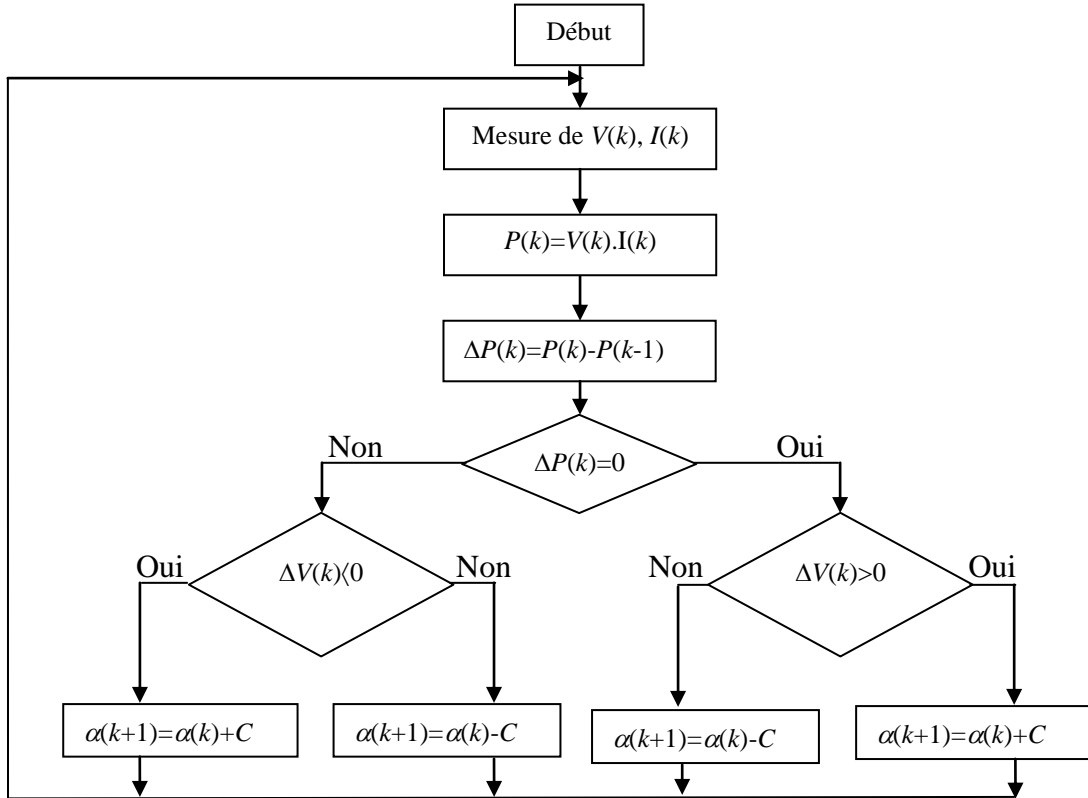 Début
Mesure de V(k), I(k)
P(k)=V(k).I(k)
ΔP(k)=P(k)-P(k-1)
Non
Oui
ΔP(k)=0
Oui
ΔV(k)⟨0
Non
Non
ΔV(k)>0
Oui
α(k+1)=α(k)+C
α(k+1)=α(k)-C
α(k+1)=α(k)-C
α(k+1)=α(k)+C